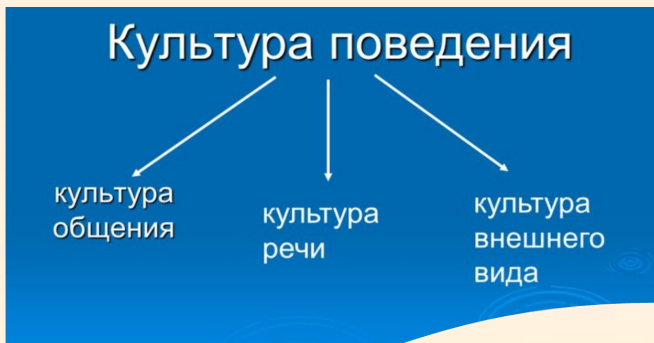 Культура поведения
культура
общения
культура
речи
культура
внешнего
вида